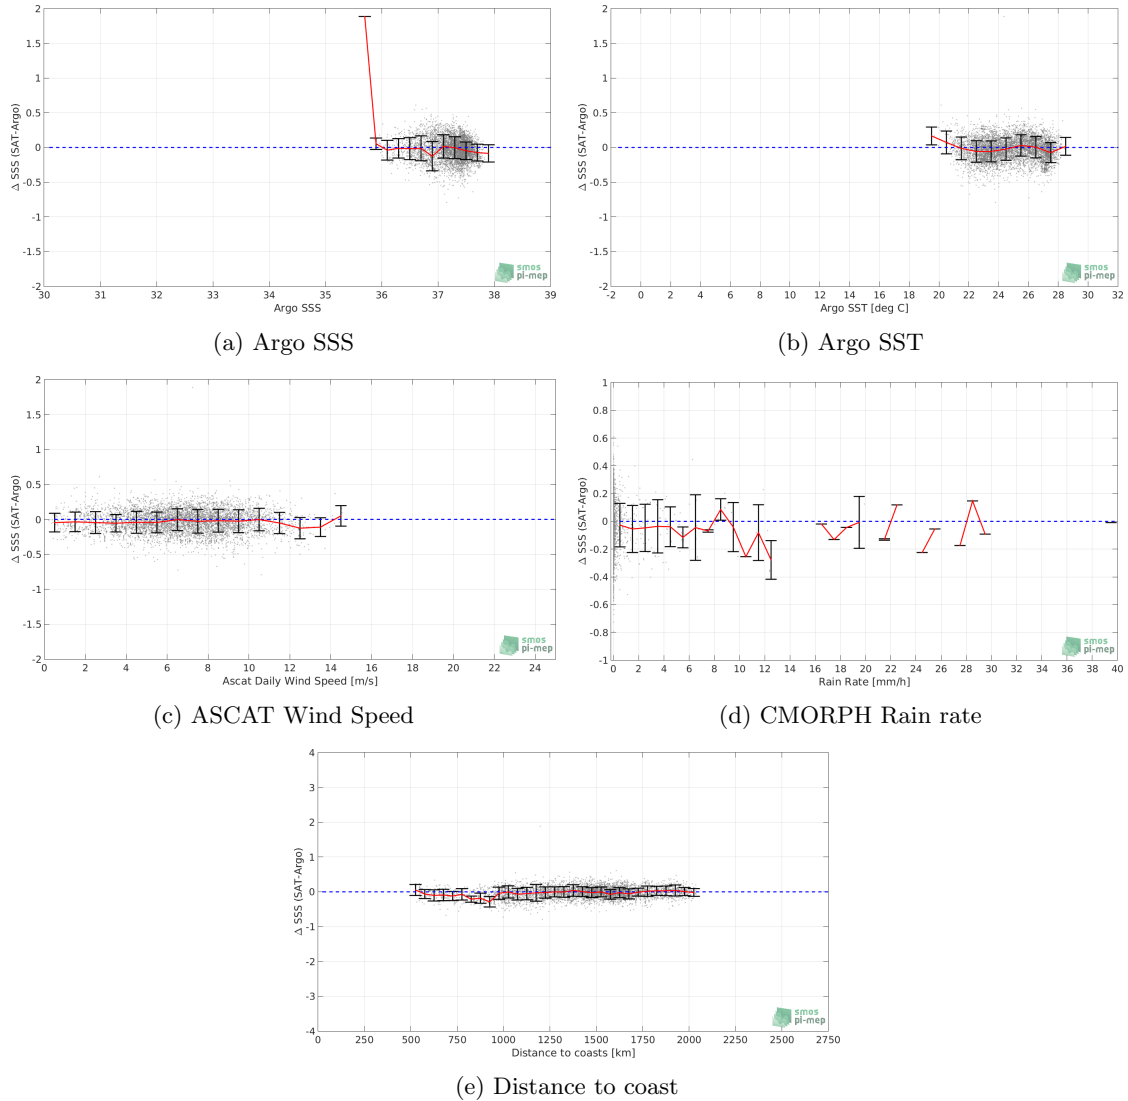 2
1.5
1
0.5
0
-0.5
-1
-1.5
-2
Δ SSS (SAT-Argo)
30 31 32 33 34 35 36 37 38 39
Argo SSS
smos
pi-mep
(a) Argo SSS
2
1.5
1
0.5
0
-0.5
-1
-1.5
-2
Δ SSS (SAT-Argo)
-2 0 2 4 6 8 10 12 14 16 18 20 22 24 26 28 30 32
Argo SST [deg C]
smos
pi-mep
(b) Argo SST
2
1.5
1
0.5
0
-0.5
-1
-1.5
-2
Δ SSS (SAT-Argo)
0 2 4 6 8 10 12 14 16 18 20 22 24
Ascat Daily Wind Speed [m/s]
smos
pi-mep
(c) ASCAT Wind Speed
1
0.8
0.6
0.4
0.2
0
-0.2
-0.4
-0.6
-0.8
-1
Δ SSS (SAT-Argo)
0 2 4 6 8 10 12 14 16 18 20 22 24 26 28 30 32 34 36 38 40
Rain Rate [mm/h]
smos
pi-mep
(d) CMORPH Rain rate
4
3
2
1
0
-1
-2
-3
-4
Δ SSS (SAT-Argo)
0 250 500 750 1000 1250 1500 1750 2000 2250 2500 2750
Distance to coasts [km]
smos
pi-mep
(e) Distance to coast